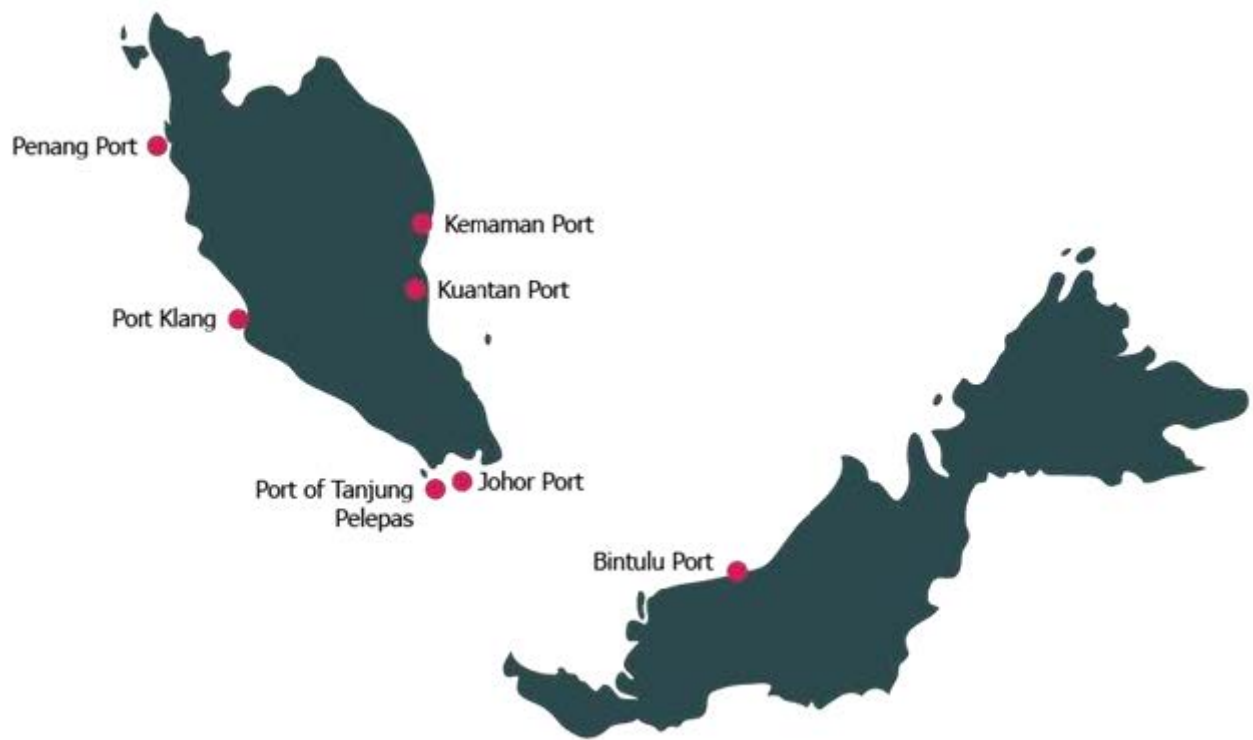 Penang Port
Kemaman Port
Kuantan Port
Port Klang
Port of Tanjung
Pelepas
Johor Port
Bintulu Port